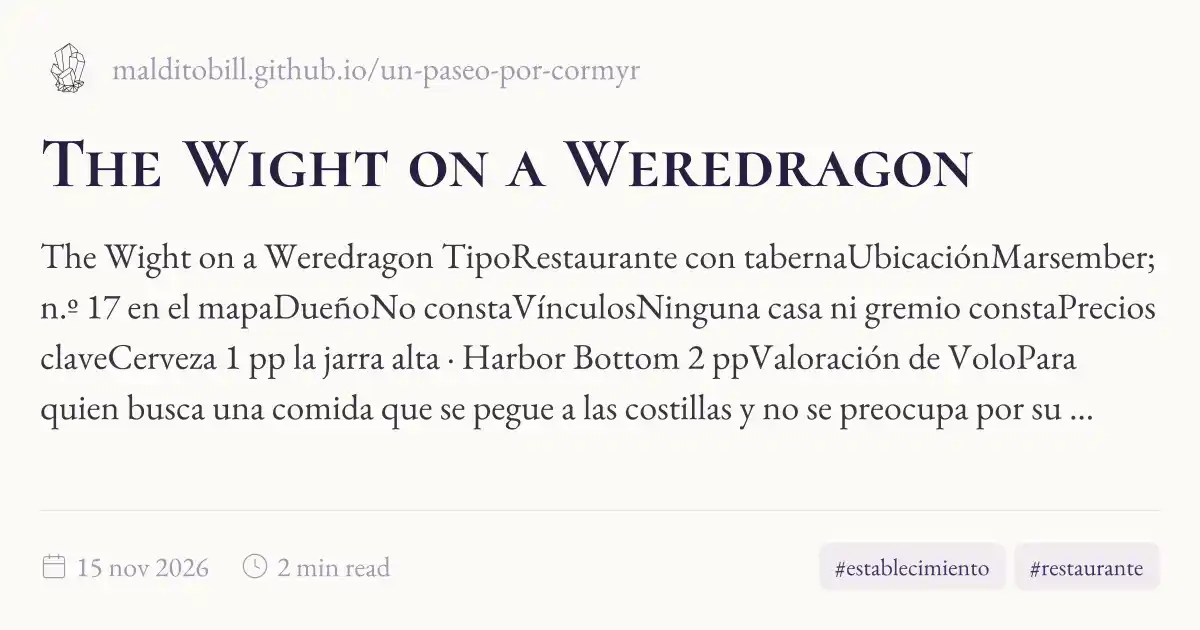 malditobill.github.io/un-paseo-por-cormyr
The Wight on a Weredragon
The Wight on a Weredragon TipoRestaurante con tabernaUbicaciónMarsember;
n.º 17 en el mapaDueñoNo constaVínculosNinguna casa ni gremio constaPrecios
claveCerveza 1 pp la jarra alta · Harbor Bottom 2 ppValoración de VoloPara
quien busca una comida que se pegue a las costillas y no se preocupa por su ...
15 nov 2026 2 min read #establecimiento #restaurante